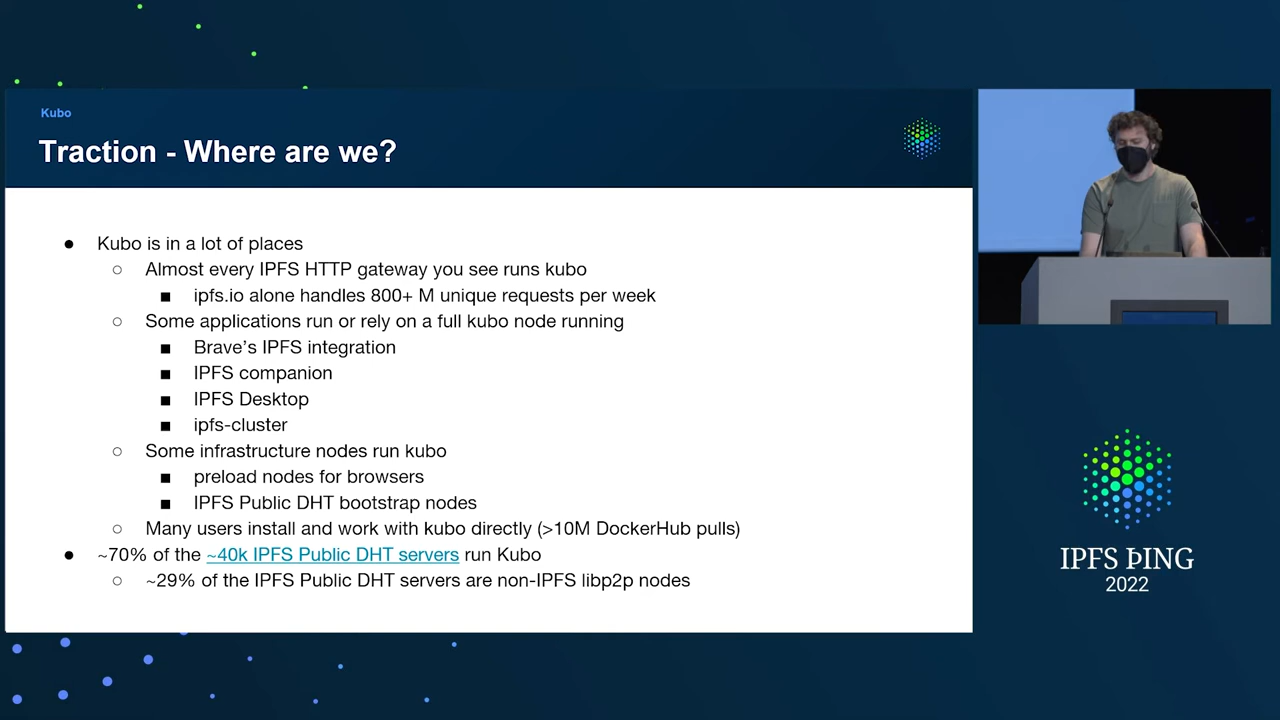 Kubo
Traction - Where are we?
● Kubo is in a lot of places
○ Almost every IPFS HTTP gateway you see runs kubo
■ ipfs.io alone handles 800+ M unique requests per week
○ Some applications run or rely on a full kubo node running
■ Brave’s IPFS integration
■ IPFS companion
■ IPFS Desktop
■ ipfs-cluster
○ Some infrastructure nodes run kubo
■ preload nodes for browsers
■ IPFS Public DHT bootstrap nodes
○ Many users install and work with kubo directly (>10M DockerHub pulls)
● ~70% of the ~40k IPFS Public DHT servers run Kubo
○ ~29% of the IPFS Public DHT servers are non-IPFS libp2p nodes
IPFS ÞING
2022